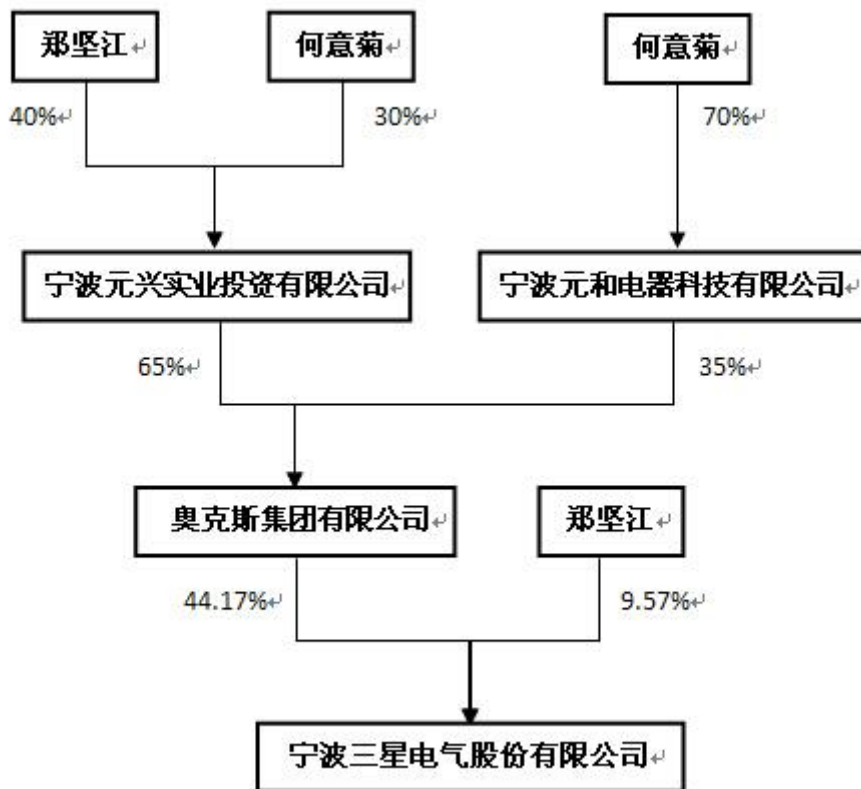 郑坚江
何意菊
何意菊
40%
30%
70%
宁波元兴实业投资有限公司
宁波元和电器科技有限公司
65%
35%
奥克斯集团有限公司
郑坚江
44.17%
9.57%
宁波三星电气股份有限公司